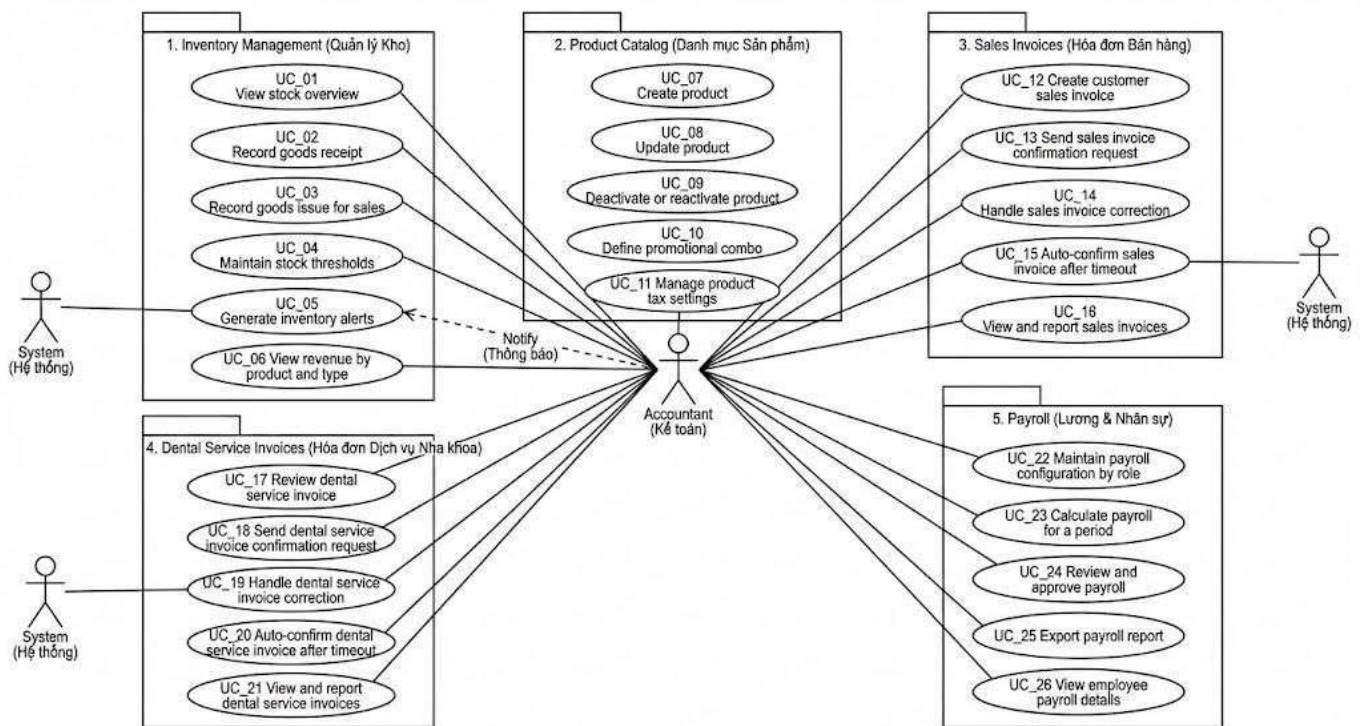 1. Inventory Management (Quản lý Kho)
UC_01
View stock overview
UC_02
Record goods receipt
UC_03
Record goods issue for sales
UC_04
Maintain stock thresholds
UC_05
Generate inventory alerts
UC_06 View revenue by
product and type
System
(Hệ thống)
2. Product Catalog (Danh mục Sản phẩm)
UC_07
Create product
UC_08
Update product
UC_09
Deactivate or reactivate product
UC_10
Define promotional combo
UC_11 Manage product
tax settings
Notify
(Thông báo)
Accountant
(Kế toán)
3. Sales Invoices (Hóa đơn Bán hàng)
UC_12 Create customer
sales invoice
UC_13 Send sales invoice
confirmation request
UC_14
Handle sales invoice correction
UC_15 Auto-confirm sales
invoice after timeout
UC_16
View and report sales invoices
System
(Hệ thống)
4. Dental Service Invoices (Hóa đơn Dịch vụ Nha khoa)
UC_17 Review dental
service invoice
UC_18 Send dental service
invoice confirmation request
UC_19 Handle dental service
invoice correction
UC_20 Auto-confirm dental
service invoice after timeout
UC_21 View and report
dental service invoices
System
(Hệ thống)
5. Payroll (Lương & Nhân sự)
UC_22 Maintain payroll
configuration by role
UC_23 Calculate payroll
for a period
UC_24 Review and
approve payroll
UC_25 Export payroll report
UC_26 View employee
payroll details